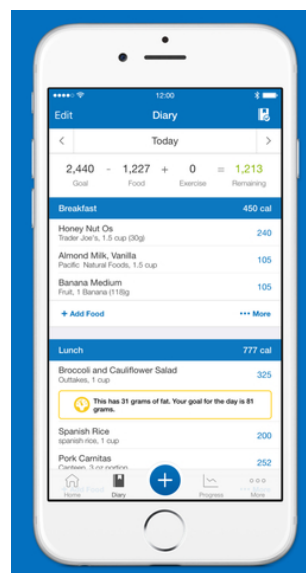 12:00
Edit
Diary
Today
2,440 - 1,227 + 0 = 1,213
Goal Food Exercise Remaining
Breakfast 450 cal
Honey Nut Os 240
Trader Joe's, 1.5 cup (30g)
Almond Milk, Vanilla 105
Pacific Natural Foods, 1.5 cup
Banana Medium 105
Fruit, 1 Banana (118)g
+ Add Food ••• More
Lunch 777 cal
Broccoli and Cauliflower Salad 325
Outtakes, 1 cup
This has 31 grams of fat. Your goal for the day is 81
grams.
Spanish Rice 200
spanish rice, 1 cup
Pork Carnitas 252
Canteen, 3 oz portion
Home Diary Progress More